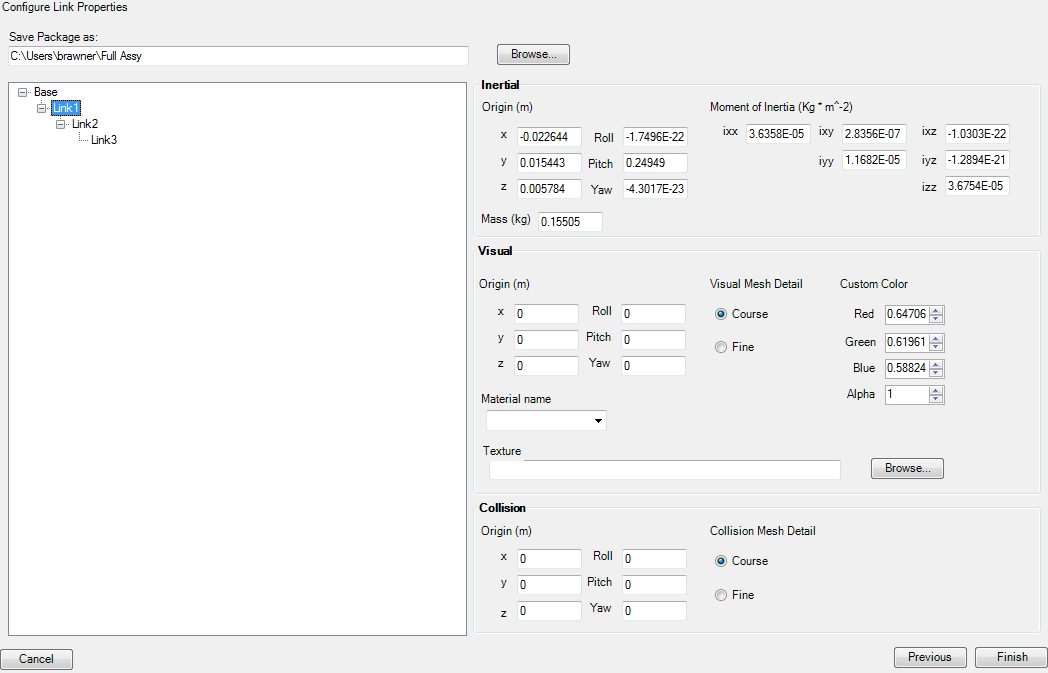 Configure Link Properties
Save Package as:
C:\Users\brawner\Full Assy
Browse...
Base
Link1
Link2
Link3
Inertial
Origin (m)
Moment of Inertia (Kg * m^-2)
x -0.022644 Roll -1.7496E-22
y 0.015443 Pitch 0.24949
z 0.005784 Yaw -4.3017E-23
ixx 3.6358E-05 ixy 2.8356E-07 ixz -1.0303E-22
iyy 1.1682E-05 iyz -1.2894E-21
izz 3.6754E-05
Mass (kg) 0.15505
Visual
Origin (m)
x 0 Roll 0
y 0 Pitch 0
z 0 Yaw 0
Visual Mesh Detail
Course
Fine
Custom Color
Red 0.64706
Green 0.61961
Blue 0.58824
Alpha 1
Material name
Texture
Browse...
Collision
Origin (m)
x 0 Roll 0
y 0 Pitch 0
z 0 Yaw 0
Collision Mesh Detail
Course
Fine
Cancel
Previous
Finish